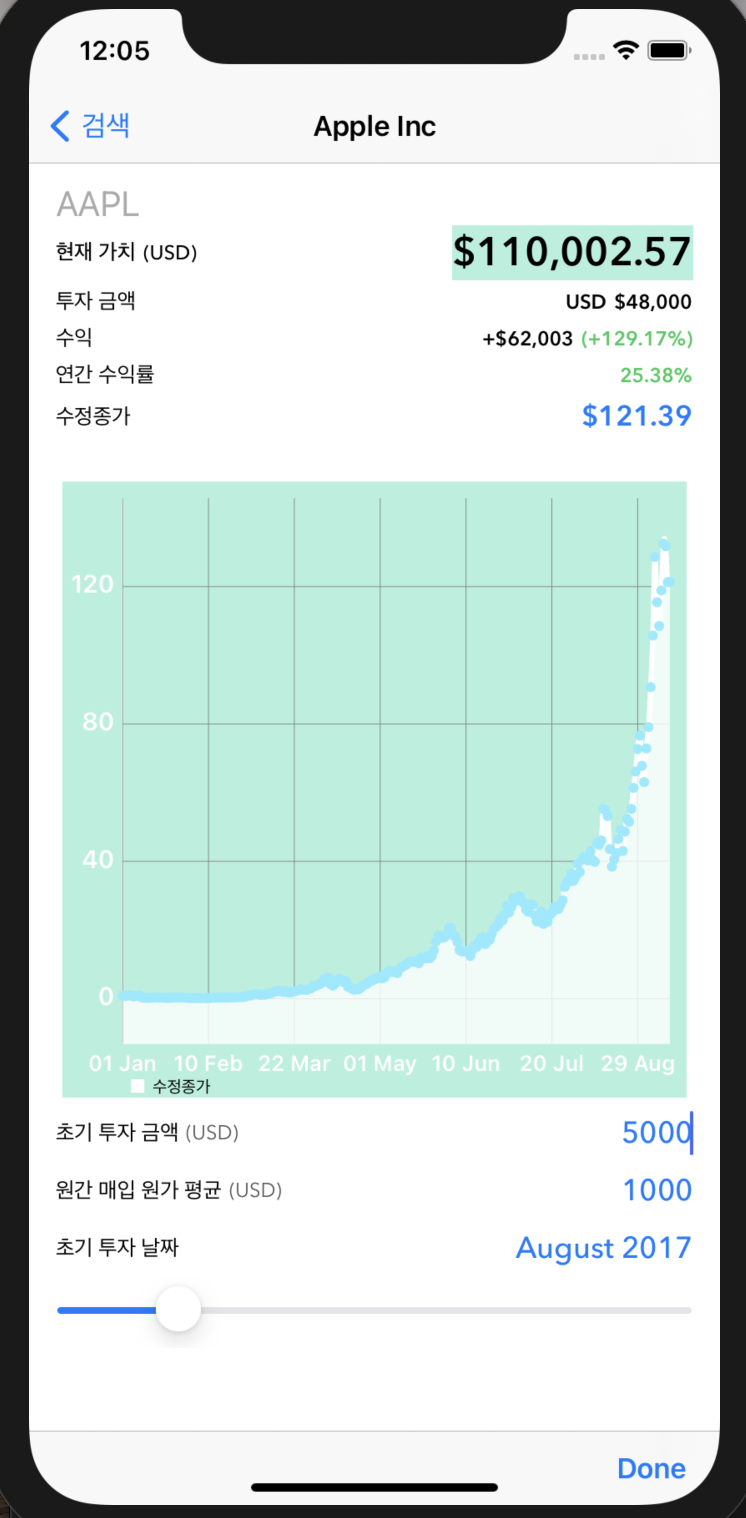 12:05
검색
Apple Inc
AAPL
현재 가치 (USD) $110,002.57
투자 금액 USD $48,000
수익 +$62,003 (+129.17%)
연간 수익률 25.38%
수정종가 $121.39
120
80
40
0
01 Jan 10 Feb 22 Mar 01 May 10 Jun 20 Jul 29 Aug
수정종가
초기 투자 금액 (USD) 5000
원간 매입 원가 평균 (USD) 1000
초기 투자 날짜 August 2017
Done